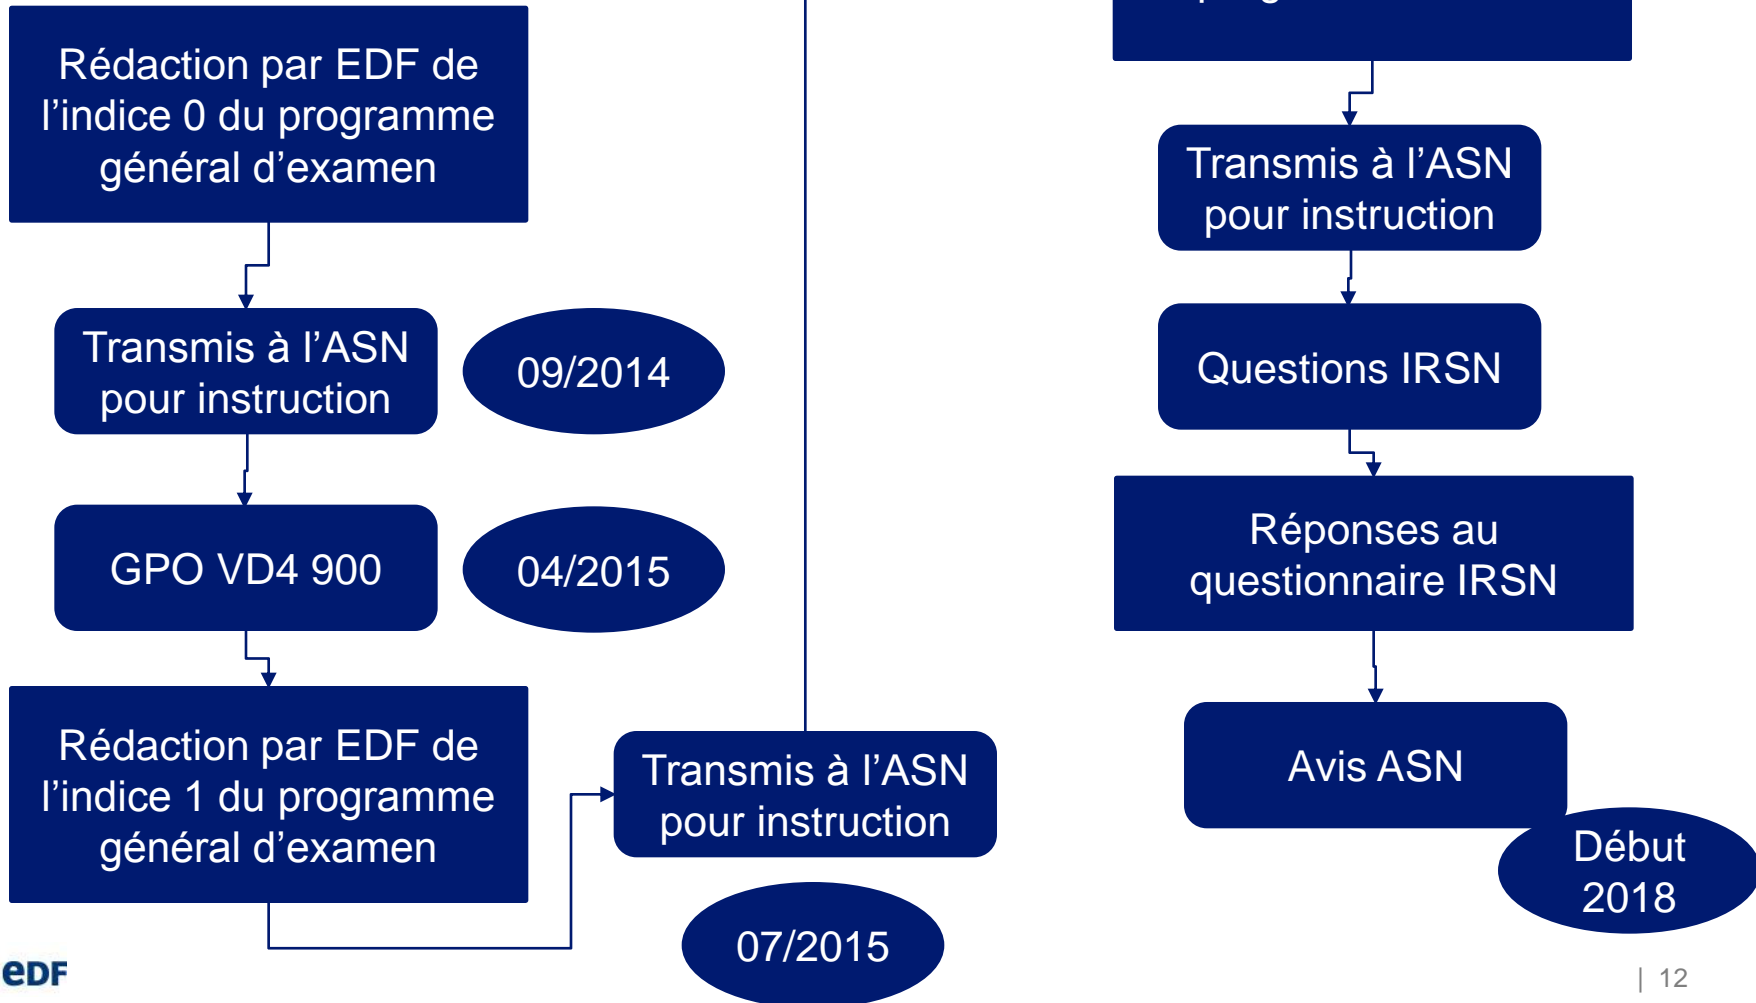 Rédaction par EDF de
l’indice 0 du programme
général d’examen
Transmis à l’ASN
pour instruction
09/2014
GPO VD4 900
04/2015
Rédaction par EDF de
l’indice 1 du programme
général d’examen
Transmis à l’ASN
pour instruction
07/2015
Transmis à l’ASN
pour instruction
Questions IRSN
Réponses au
questionnaire IRSN
Avis ASN
Début
2018
eDF
| 12